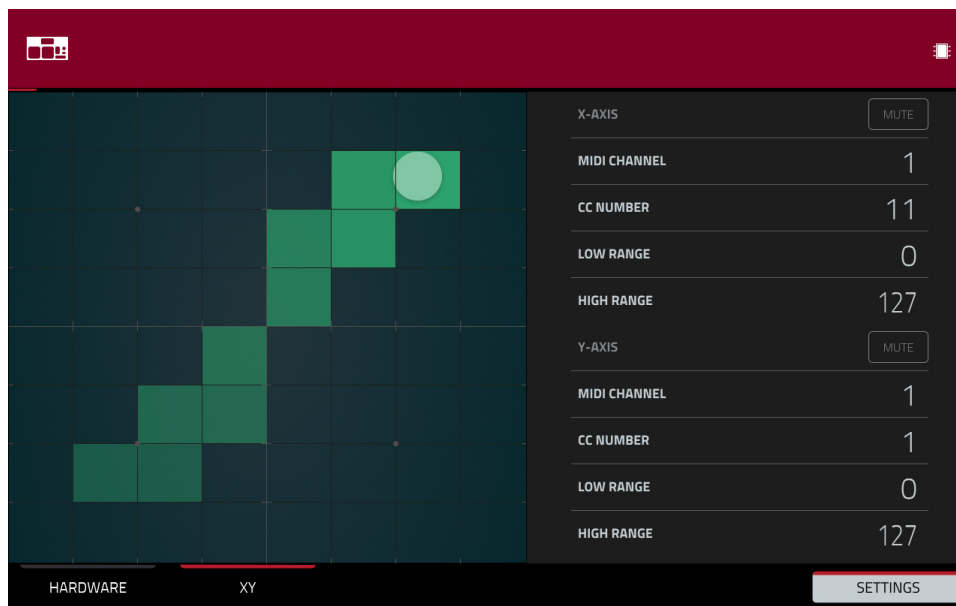 X-AXIS MUTE
MIDI CHANNEL 1
CC NUMBER 11
LOW RANGE 0
HIGH RANGE 127
Y-AXIS MUTE
MIDI CHANNEL 1
CC NUMBER 1
LOW RANGE 0
HIGH RANGE 127
HARDWARE XY SETTINGS